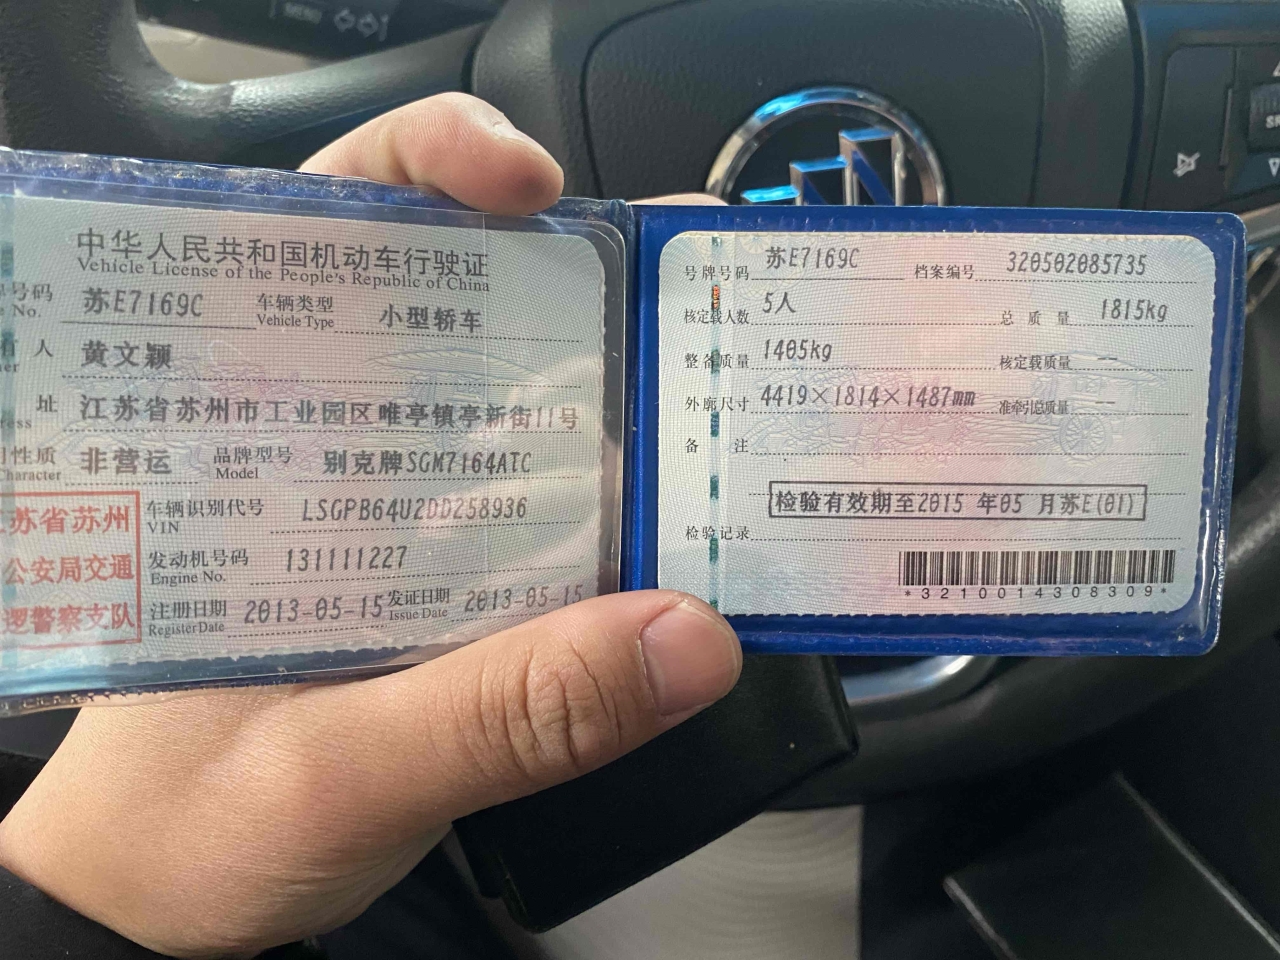 MENU
中华人民共和国机动车行驶证
Vehicle License of the People's Republic of China
号码 苏E7169C 车辆类型 小型轿车
No. Vehicle Type
人 黄文颖
址 江苏省苏州市工业园区唯亭镇亭新街11号
性质 非营运 品牌型号 别克牌SGM7164ATC
Character Model
苏省苏州
公安局交通
逻警察支队
车辆识别代号 LSGPB64U2DD258936
VIN
发动机号码 131111227
Engine No.
注册日期 2013-05-15 发证日期 2013-05-15
Register Date Issue Date
号牌号码 苏E7169C 档案编号 320502085735
核定载人数 5人 总质量 1815kg
整备质量 1405kg 核定载质量 --
外廓尺寸 4419×1814×1487mm 准牵引总质量 --
备注
检验有效期至2015 年05 月苏E(01)
检验记录
*3210014308309*